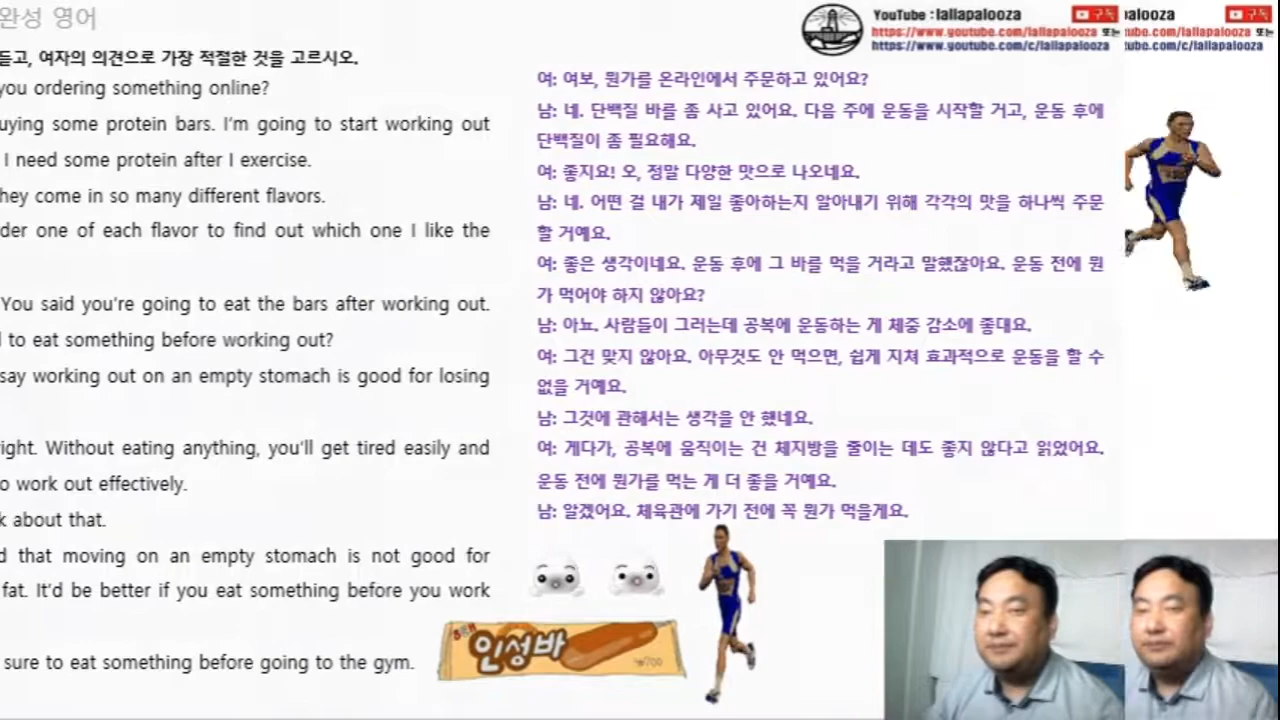 완성 영어
듣고, 여자의 의견으로 가장 적절한 것을 고르시오.
you ordering something online?
uying some protein bars. I'm going to start working out
I need some protein after I exercise.
hey come in so many different flavors.
der one of each flavor to find out which one I like the
You said you're going to eat the bars after working out.
d to eat something before working out?
say working out on an empty stomach is good for losing
right. Without eating anything, you'll get tired easily and
o work out effectively.
k about that.
d that moving on an empty stomach is not good for
fat. It'd be better if you eat something before you work
sure to eat something before going to the gym.
여: 여보, 뭔가를 온라인에서 주문하고 있어요?
남: 네. 단백질 바를 좀 사고 있어요. 다음 주에 운동을 시작할 거고, 운동 후에
단백질이 좀 필요해요.
여: 좋지요! 오, 정말 다양한 맛으로 나오네요.
남: 네. 어떤 걸 내가 제일 좋아하는지 알아내기 위해 각각의 맛을 하나씩 주문
할 거예요.
여: 좋은 생각이네요. 운동 후에 그 바를 먹을 거라고 말했잖아요. 운동 전에 뭔
가 먹어야 하지 않아요?
남: 아뇨. 사람들이 그러는데 공복에 운동하는 게 체중 감소에 좋대요.
여: 그건 맞지 않아요. 아무것도 안 먹으면, 쉽게 지쳐 효과적으로 운동을 할 수
없을 거예요.
남: 그것에 관해서는 생각을 안 했네요.
여: 게다가, 공복에 움직이는 건 체지방을 줄이는 데도 좋지 않다고 읽었어요.
운동 전에 뭔가를 먹는 게 더 좋을 거예요.
남: 알겠어요. 체육관에 가기 전에 꼭 뭔가 먹을게요.
YouTube : lallapalooza 구독
https://www.youtube.com/lallapalooza 또는
https://www.youtube.com/c/lallapalooza
palooza 구독
tube.com/lallapalooza 또는
ube.com/c/lallapalooza
인성바
₩700